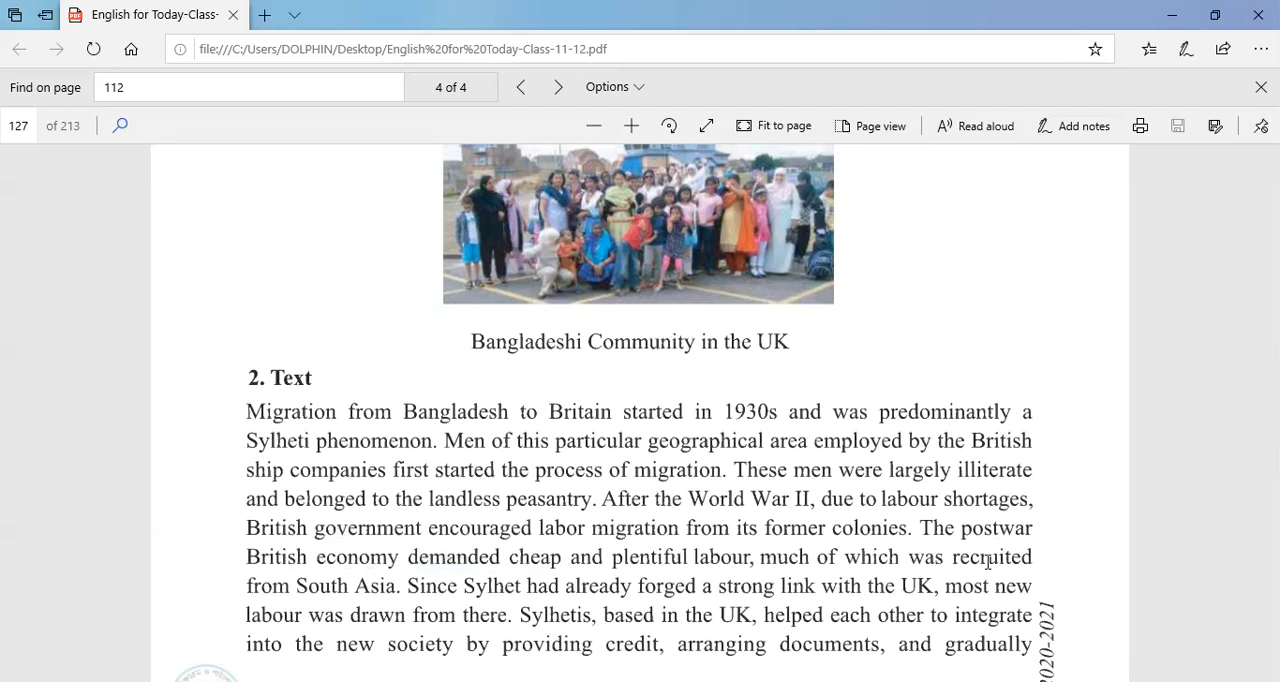 English for Today-Class-
file:///C:/Users/DOLPHIN/Desktop/English%20for%20Today-Class-11-12.pdf
Find on page 112 4 of 4 Options
127 of 213 Fit to page Page view Read aloud Add notes
Bangladeshi Community in the UK
2. Text
Migration from Bangladesh to Britain started in 1930s and was predominantly a
Sylheti phenomenon. Men of this particular geographical area employed by the British
ship companies first started the process of migration. These men were largely illiterate
and belonged to the landless peasantry. After the World War II, due to labour shortages,
British government encouraged labor migration from its former colonies. The postwar
British economy demanded cheap and plentiful labour, much of which was recruited
from South Asia. Since Sylhet had already forged a strong link with the UK, most new
labour was drawn from there. Sylhetis, based in the UK, helped each other to integrate
into the new society by providing credit, arranging documents, and gradually
2020-2021